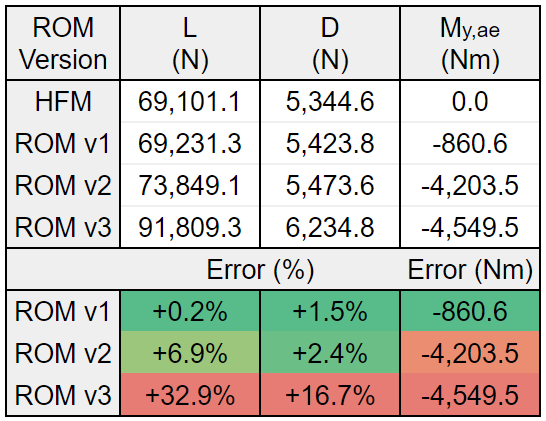 ROM Version L (N) D (N) My,ae (Nm)
HFM 69,101.1 5,344.6 0.0
ROM v1 69,231.3 5,423.8 -860.6
ROM v2 73,849.1 5,473.6 -4,203.5
ROM v3 91,809.3 6,234.8 -4,549.5
Error (%) Error (Nm)
ROM v1 +0.2% +1.5% -860.6
ROM v2 +6.9% +2.4% -4,203.5
ROM v3 +32.9% +16.7% -4,549.5